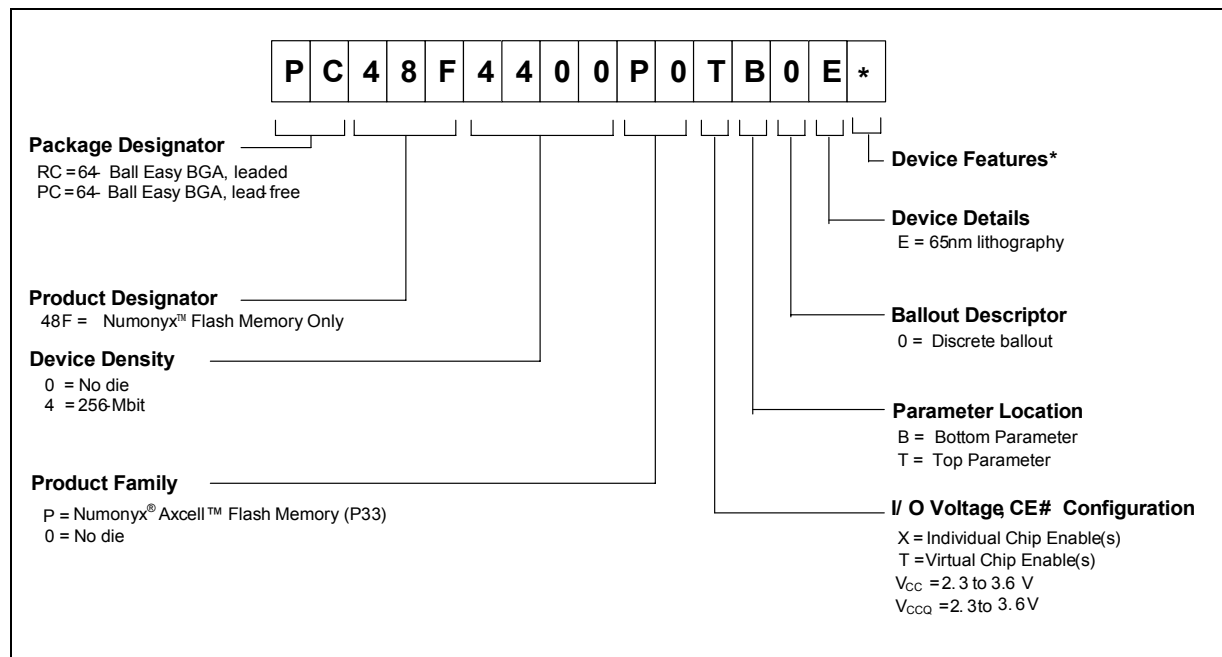 P C 4 8 F 4 4 0 0 P 0 T B 0 E *
Package Designator
RC = 64- Ball Easy BGA, leaded
PC = 64- Ball Easy BGA, lead-free
Product Designator
48F = Numonyx™ Flash Memory Only
Device Density
0 = No die
4 = 256-Mbit
Product Family
P = Numonyx® Axcell™ Flash Memory (P33)
0 = No die
Device Features*
Device Details
E = 65nm lithography
Ballout Descriptor
0 = Discrete ballout
Parameter Location
B = Bottom Parameter
T = Top Parameter
I/ O Voltage, CE# Configuration
X = Individual Chip Enable(s)
T = Virtual Chip Enable(s)
VCC = 2. 3 to 3.6 V
VCCQ = 2. 3 to 3.6 V